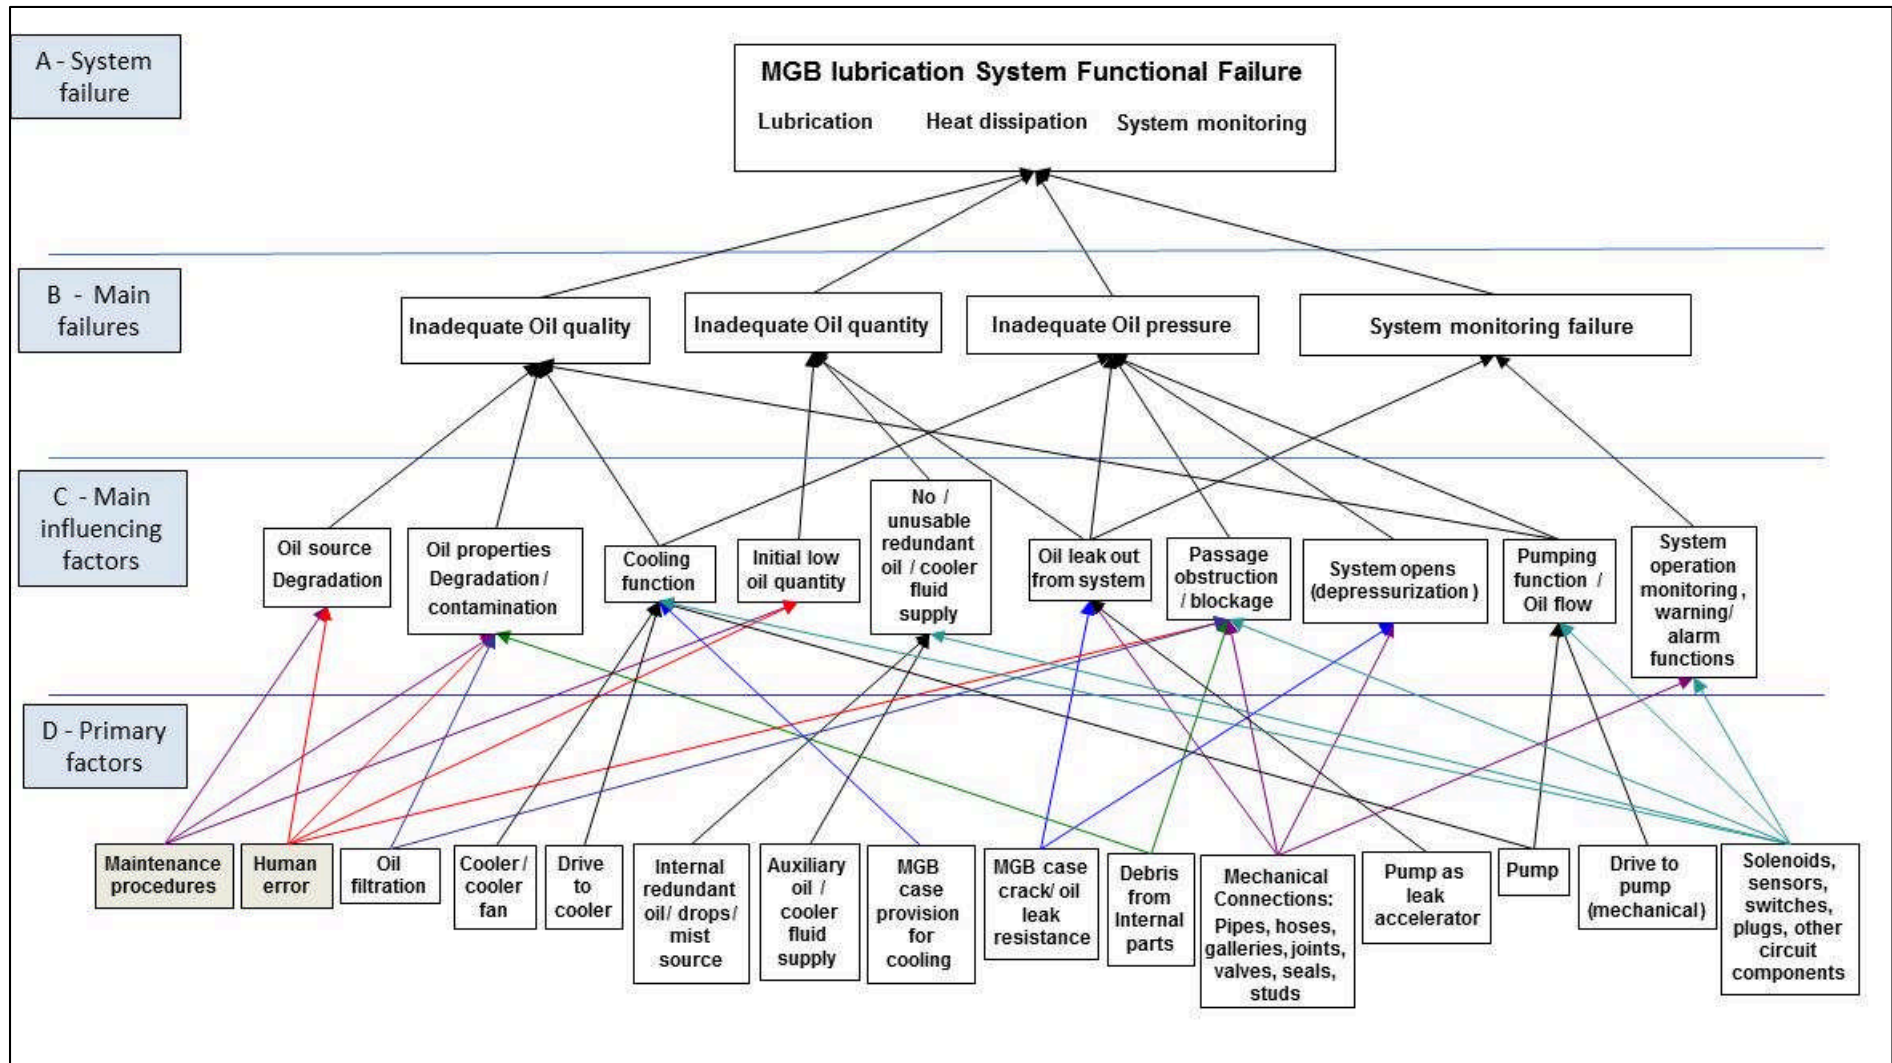 A - System
failure
MGB lubrication System Functional Failure
Lubrication Heat dissipation System monitoring
B - Main
failures
Inadequate Oil quality
Inadequate Oil quantity
Inadequate Oil pressure
System monitoring failure
C - Main
influencing
factors
Oil source
Degradation
Oil properties
Degradation /
contamination
Cooling
function
Initial low
oil quantity
No /
unusable
redundant
oil / cooler
fluid
supply
Oil leak out
from system
Passage
obstruction
/ blockage
System opens
(depressurization)
Pumping
function /
Oil flow
System
operation
monitoring,
warning/
alarm
functions
D - Primary
factors
Maintenance
procedures
Human
error
Oil
filtration
Cooler /
cooler
fan
Drive
to
cooler
Internal
redundant
oil/ drops/
mist
source
Auxiliary
oil /
cooler
fluid
supply
MGB
case
provision
for
cooling
MGB case
crack/ oil
leak
resistance
Debris
from
Internal
parts
Mechanical
Connections:
Pipes, hoses,
galleries, joints,
valves, seals,
studs
Pump as
leak
accelerator
Pump
Drive to
pump
(mechanical)
Solenoids,
sensors,
switches,
plugs, other
circuit
components